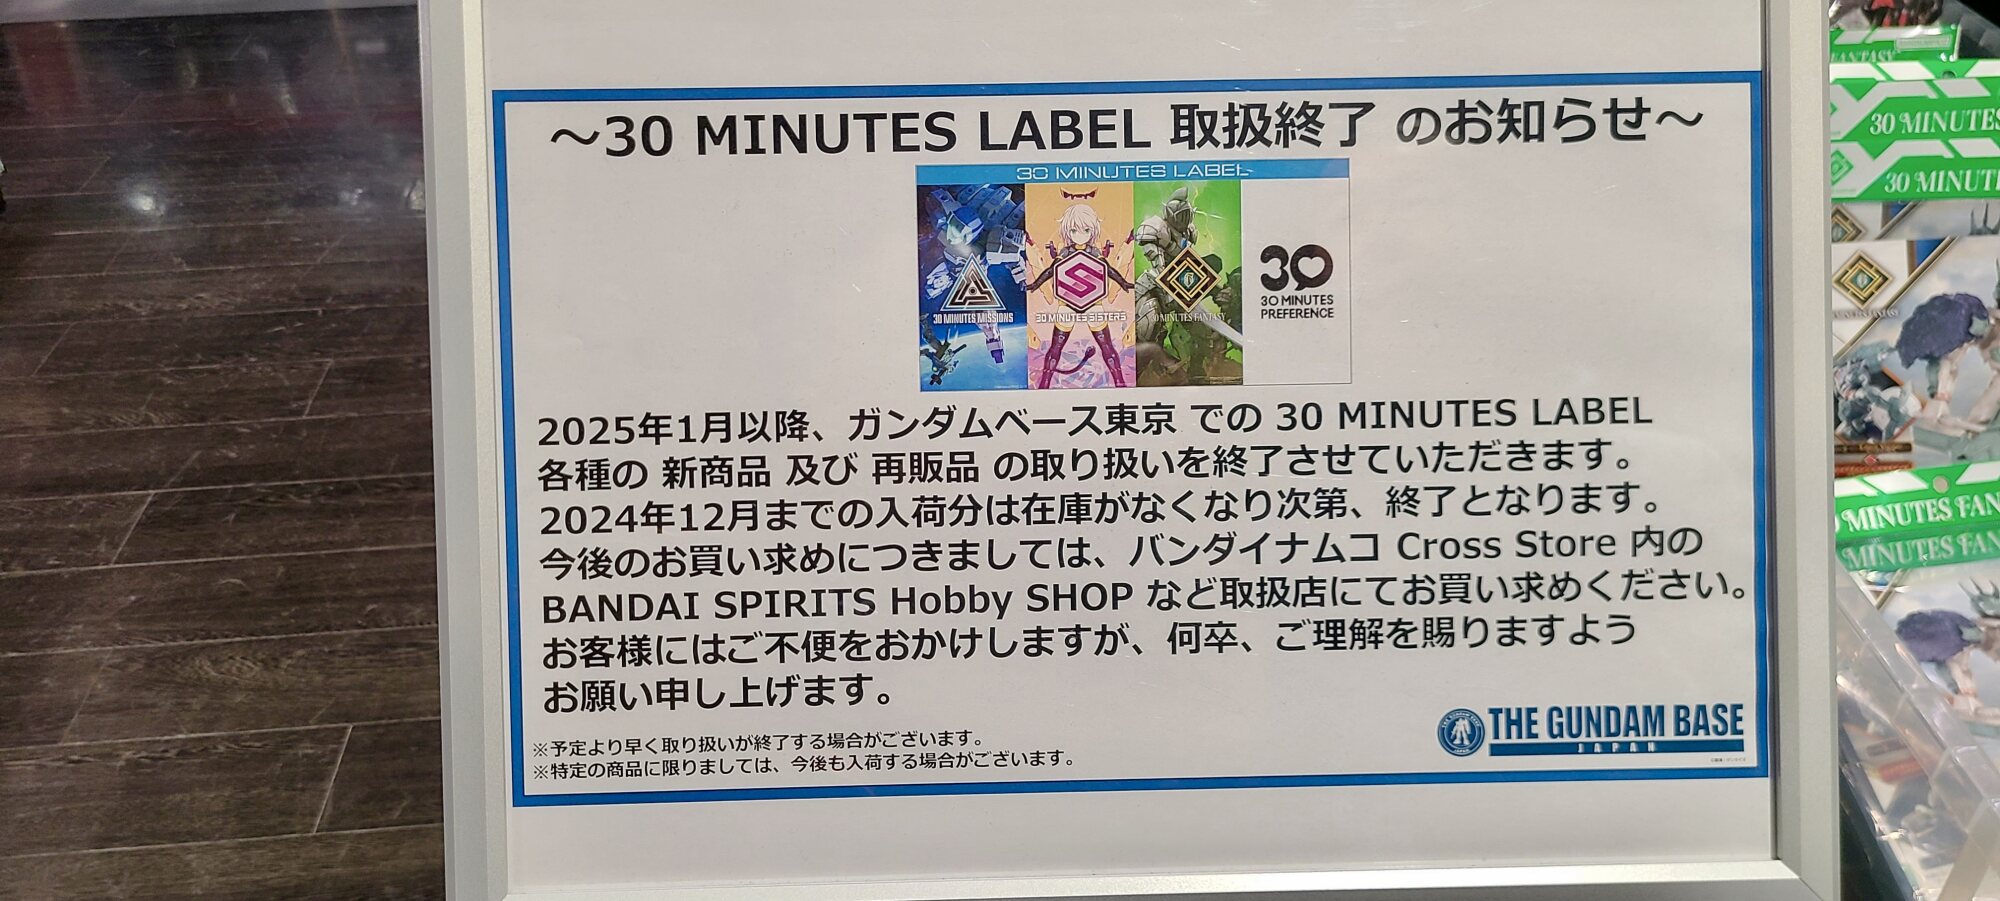 ～30 MINUTES LABEL 取扱終了 のお知らせ～
30 MINUTES LABEL
30 MINUTES MISSIONS
30 MINUTES SISTERS
30 MINUTES FANTASY
30
30 MINUTES
PREFERENCE
2025年1月以降、ガンダムベース東京 での 30 MINUTES LABEL
各種の 新商品 及び 再販品 の取り扱いを終了させていただきます。
2024年12月までの入荷分は在庫がなくなり次第、終了となります。
今後のお買い求めにつきましては、バンダイナムコ Cross Store 内の
BANDAI SPIRITS Hobby SHOP など取扱店にてお買い求めください。
お客様にはご不便をおかけしますが、何卒、ご理解を賜りますよう
お願い申し上げます。
※予定より早く取り扱いが終了する場合がございます。
※特定の商品に限りましては、今後も入荷する場合がございます。
THE GUNDAM BASE
JAPAN
FANTASY
30 MINUTES
30 MINUT
MINUTES FAN
MINUTES FAN